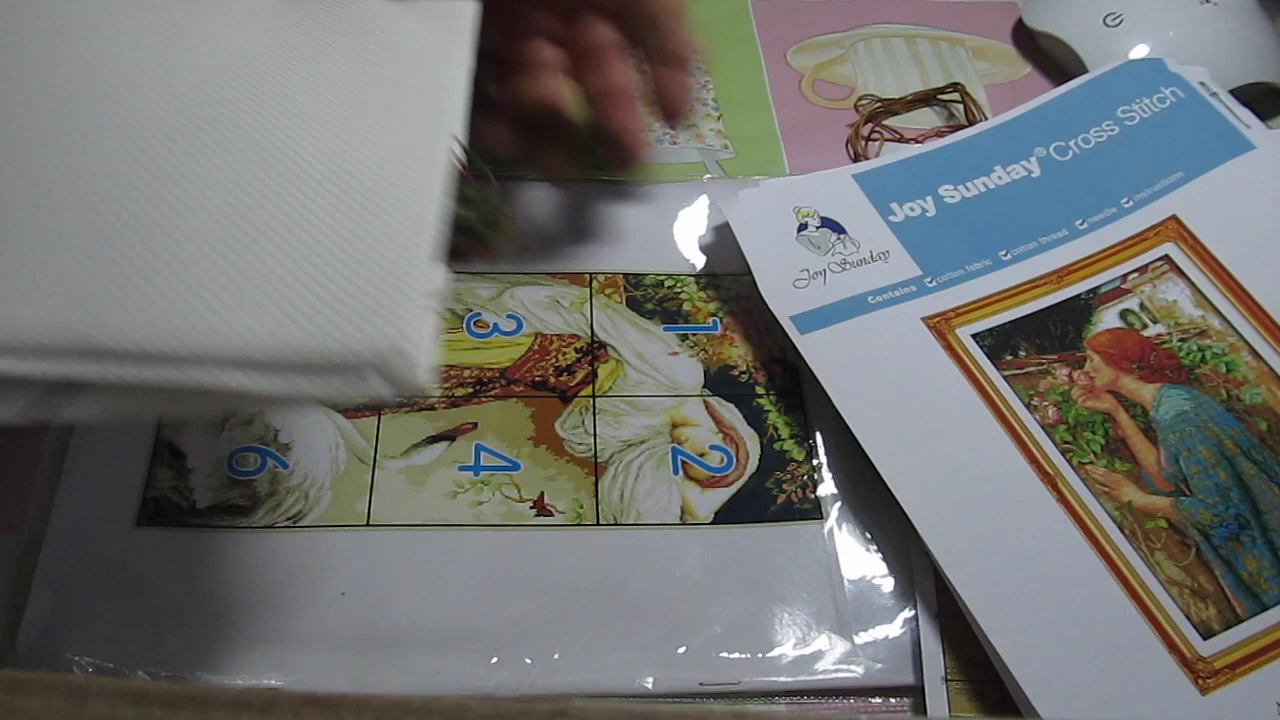 Joy Sunday® Cross Stitch
Joy Sunday
Contains ☑cotton fabric ☑cotton thread ☑needle ☑instructions
3
1
6
4
2